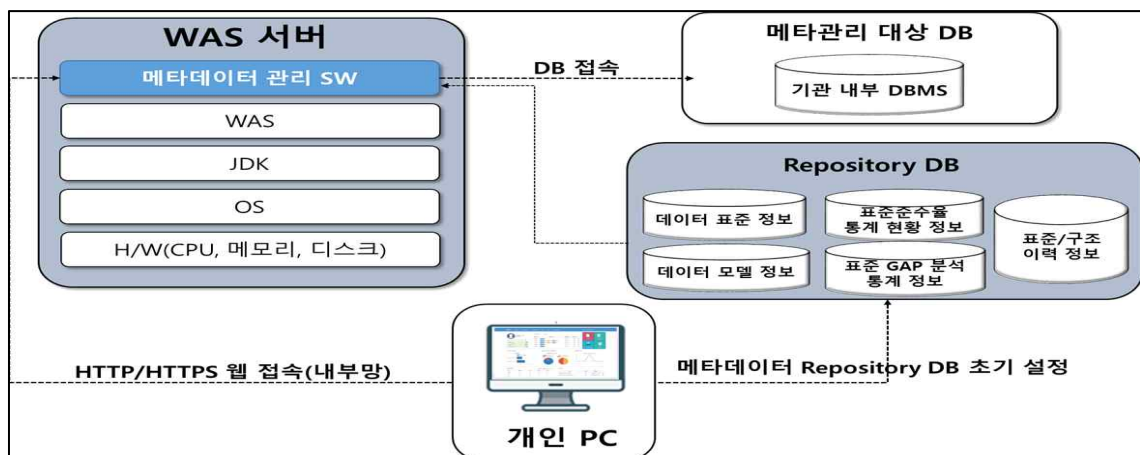 WAS 서버
메타데이터 관리 SW
WAS
JDK
OS
H/W(CPU, 메모리, 디스크)
DB 접속
메타관리 대상 DB
기관 내부 DBMS
Repository DB
데이터 표준 정보
표준준수율
통계 현황 정보
표준/구조
이력 정보
데이터 모델 정보
표준 GAP 분석
통계 정보
HTTP/HTTPS 웹 접속(내부망)
메타데이터 Repository DB 초기 설정
개인 PC